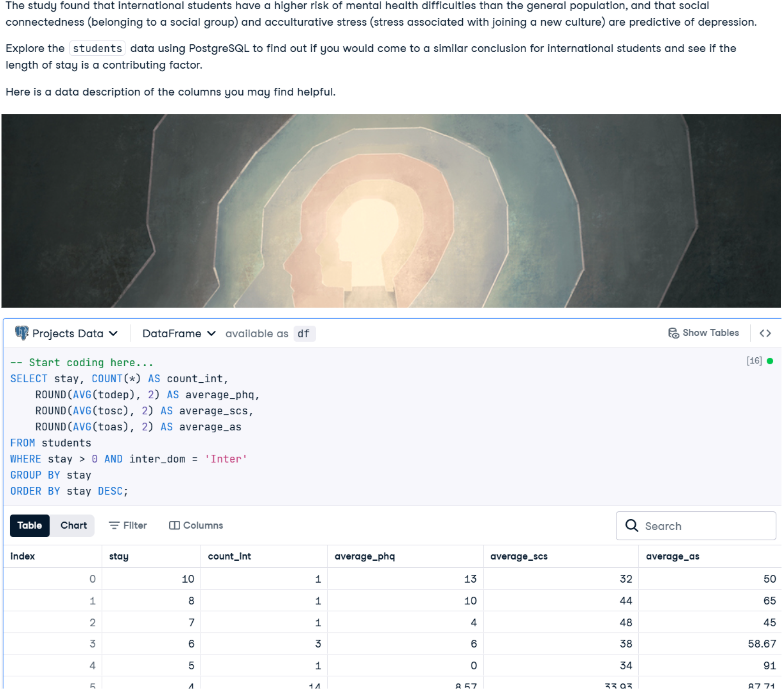 The study found that international students have a higher risk of mental health difficulties than the general population, and that social
connectedness (belonging to a social group) and acculturative stress (stress associated with joining a new culture) are predictive of depression.
Explore the students data using PostgreSQL to find out if you would come to a similar conclusion for international students and see if the
length of stay is a contributing factor.
Here is a data description of the columns you may find helpful.
Projects Data DataFrame available as df Show Tables
[16]
-- Start coding here...
SELECT stay, COUNT(*) AS count_int,
ROUND(AVG(todep), 2) AS average_phq,
ROUND(AVG(tosc), 2) AS average_scs,
ROUND(AVG(toas), 2) AS average_as
FROM students
WHERE stay > 0 AND inter_dom = 'Inter'
GROUP BY stay
ORDER BY stay DESC;
Table Chart Filter Columns Search
Index stay count_int average_phq average_scs average_as
0 10 1 13 32 50
1 8 1 10 44 65
2 7 1 4 48 45
3 6 3 6 38 58.67
4 5 1 0 34 91
5 4 14 8.57 33.93 87.71